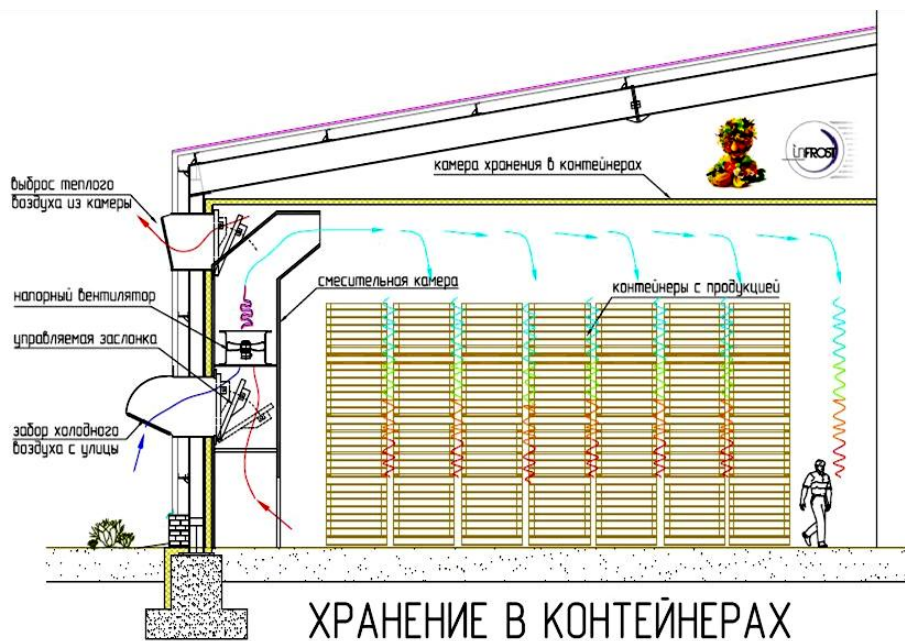 inFROST
камера хранения в контейнерах
выброс теплого
воздуха из камеры
смесительная камера
контейнеры с продукцией
напорный вентилятор
управляемая заслонка
забор холодного
воздуха с улицы
ХРАНЕНИЕ В КОНТЕЙНЕРАХ